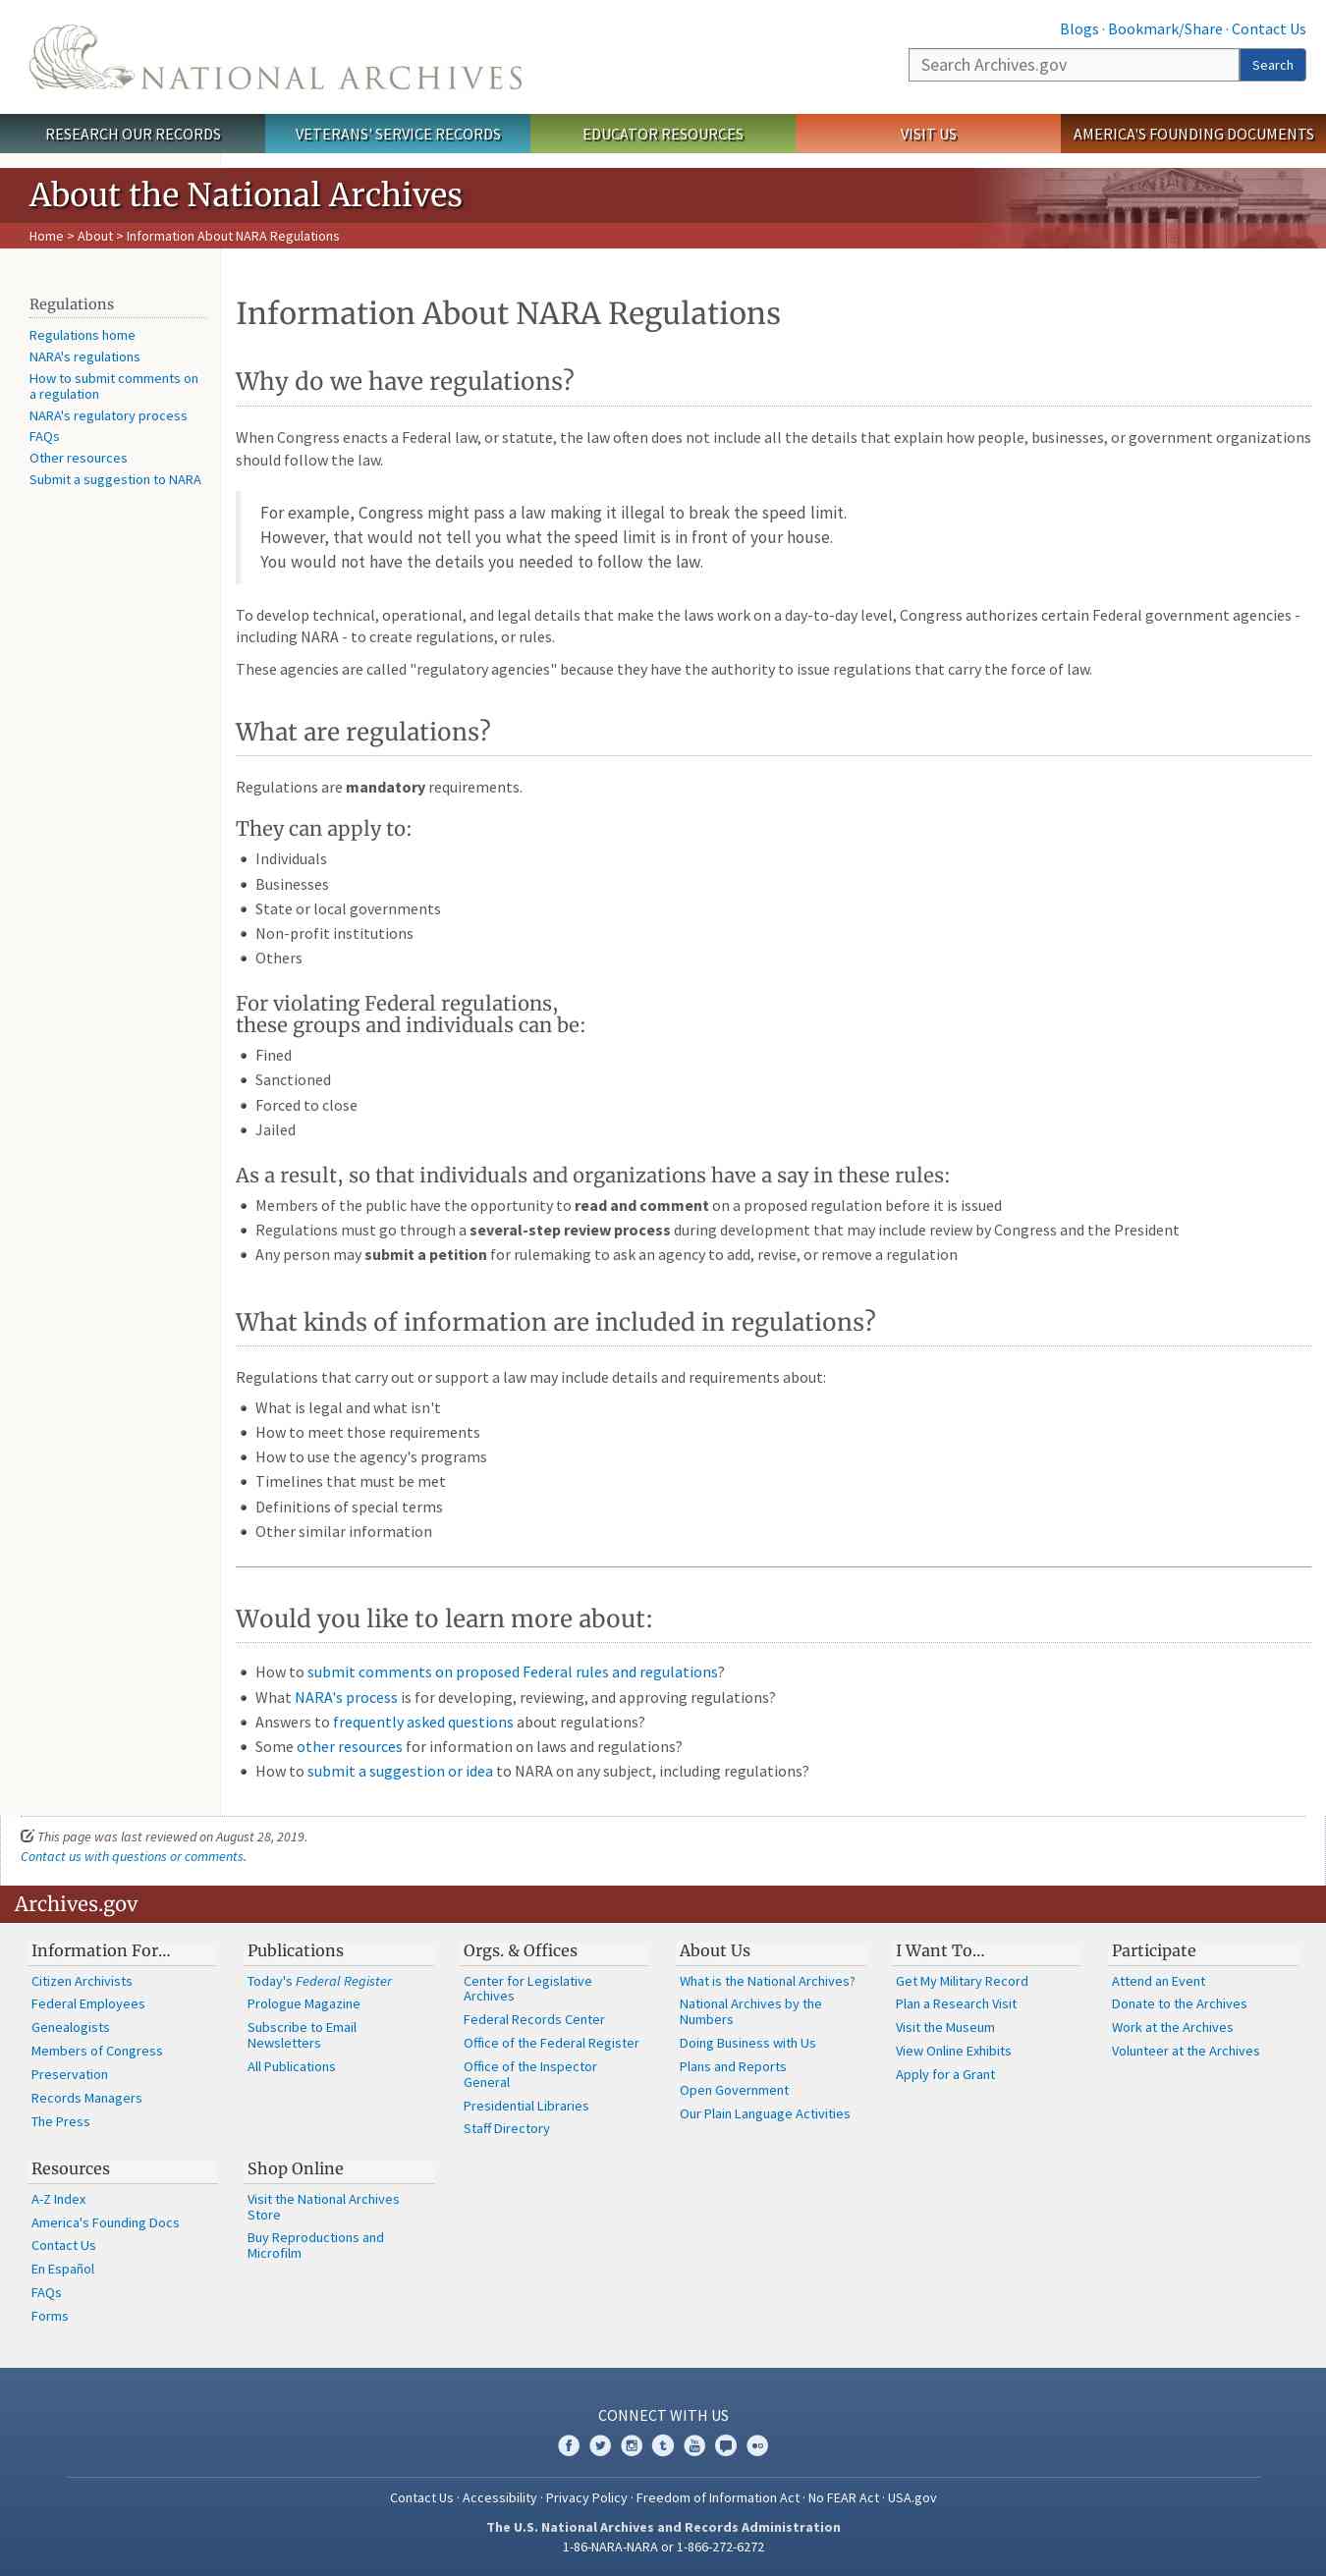 NATIONAL ARCHIVES
Blogs · Bookmark/Share · Contact Us
Search Archives.gov
Search
RESEARCH OUR RECORDS
VETERANS' SERVICE RECORDS
EDUCATOR RESOURCES
VISIT US
AMERICA'S FOUNDING DOCUMENTS
About the National Archives
Home > About > Information About NARA Regulations
Regulations
Regulations home
NARA's regulations
How to submit comments on
a regulation
NARA's regulatory process
FAQs
Other resources
Submit a suggestion to NARA
Information About NARA Regulations
Why do we have regulations?
When Congress enacts a Federal law, or statute, the law often does not include all the details that explain how people, businesses, or government organizations
should follow the law.
For example, Congress might pass a law making it illegal to break the speed limit.
However, that would not tell you what the speed limit is in front of your house.
You would not have the details you needed to follow the law.
To develop technical, operational, and legal details that make the laws work on a day-to-day level, Congress authorizes certain Federal government agencies -
including NARA - to create regulations, or rules.
These agencies are called "regulatory agencies" because they have the authority to issue regulations that carry the force of law.
What are regulations?
Regulations are mandatory requirements.
They can apply to:
Individuals
Businesses
State or local governments
Non-profit institutions
Others
For violating Federal regulations,
these groups and individuals can be:
Fined
Sanctioned
Forced to close
Jailed
As a result, so that individuals and organizations have a say in these rules:
Members of the public have the opportunity to read and comment on a proposed regulation before it is issued
Regulations must go through a several-step review process during development that may include review by Congress and the President
Any person may submit a petition for rulemaking to ask an agency to add, revise, or remove a regulation
What kinds of information are included in regulations?
Regulations that carry out or support a law may include details and requirements about:
What is legal and what isn't
How to meet those requirements
How to use the agency's programs
Timelines that must be met
Definitions of special terms
Other similar information
Would you like to learn more about:
How to submit comments on proposed Federal rules and regulations?
What NARA's process is for developing, reviewing, and approving regulations?
Answers to frequently asked questions about regulations?
Some other resources for information on laws and regulations?
How to submit a suggestion or idea to NARA on any subject, including regulations?
This page was last reviewed on August 28, 2019.
Contact us with questions or comments.
Archives.gov
Information For…
Citizen Archivists
Federal Employees
Genealogists
Members of Congress
Preservation
Records Managers
The Press
Publications
Today's Federal Register
Prologue Magazine
Subscribe to Email
Newsletters
All Publications
Orgs. & Offices
Center for Legislative
Archives
Federal Records Center
Office of the Federal Register
Office of the Inspector
General
Presidential Libraries
Staff Directory
About Us
What is the National Archives?
National Archives by the
Numbers
Doing Business with Us
Plans and Reports
Open Government
Our Plain Language Activities
I Want To…
Get My Military Record
Plan a Research Visit
Visit the Museum
View Online Exhibits
Apply for a Grant
Participate
Attend an Event
Donate to the Archives
Work at the Archives
Volunteer at the Archives
Resources
A-Z Index
America's Founding Docs
Contact Us
En Español
FAQs
Forms
Shop Online
Visit the National Archives
Store
Buy Reproductions and
Microfilm
CONNECT WITH US
Contact Us · Accessibility · Privacy Policy · Freedom of Information Act · No FEAR Act · USA.gov
The U.S. National Archives and Records Administration
1-86-NARA-NARA or 1-866-272-6272